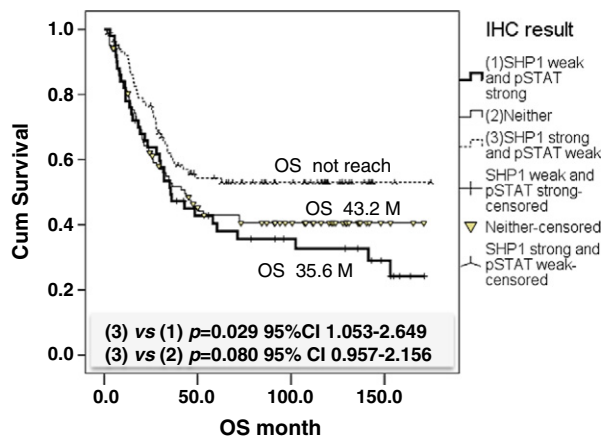 1.0
0.8
0.6
0.4
0.2
0.0
Cum Survival
0.0 50.0 100.0 150.0
OS month
OS not reach
OS 43.2 M
OS 35.6 M
(3) vs (1) p=0.029 95%CI 1.053-2.649
(3) vs (2) p=0.080 95% CI 0.957-2.156
IHC result
(1)SHP1 weak
and pSTAT
strong
(2)Neither
(3)SHP1 strong
and pSTAT weak
SHP1 weak and
pSTAT strong-
censored
Neither-censored
SHP1 strong and
pSTAT weak-
censored